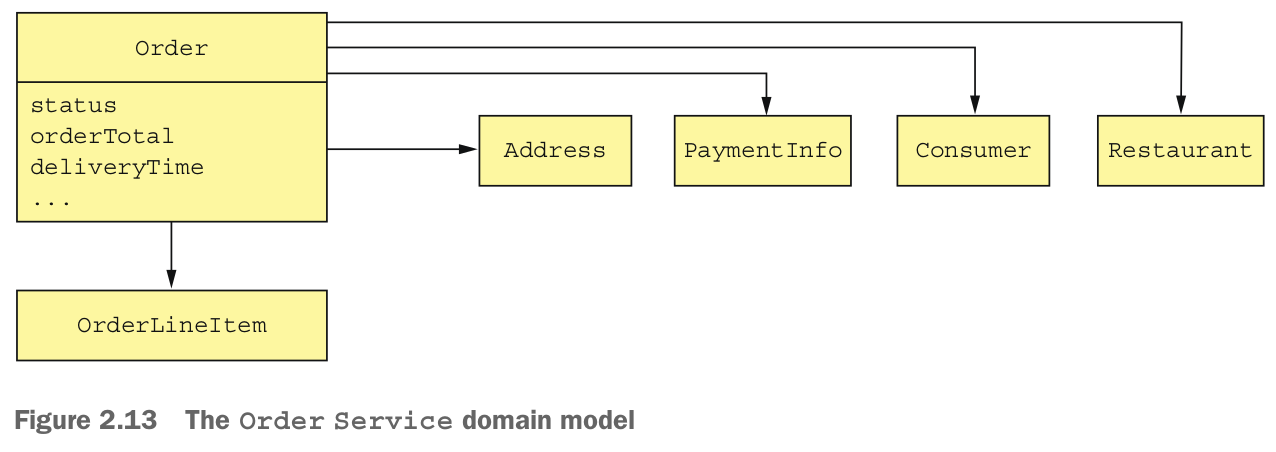 Order
status
orderTotal
deliveryTime
...
Address
PaymentInfo
Consumer
Restaurant
OrderLineItem
Figure 2.13 The Order Service domain model